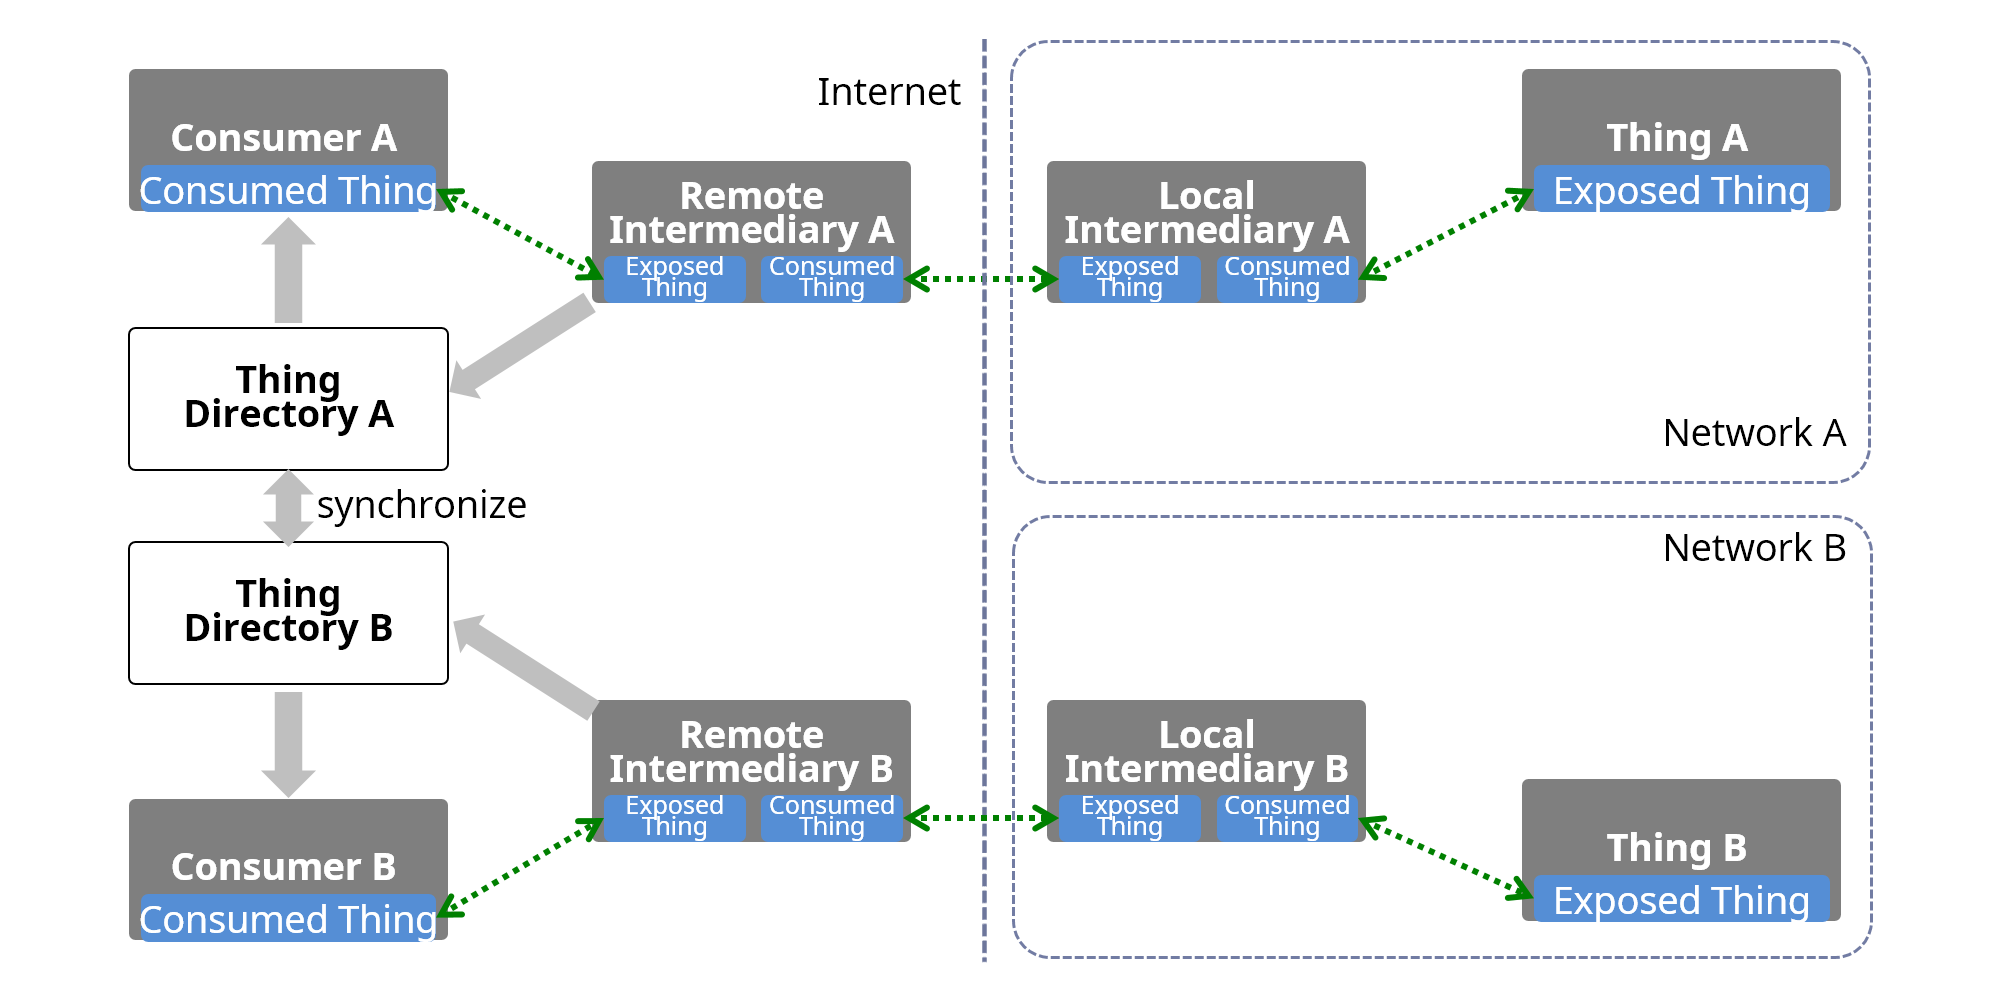 Internet
Consumer A
Consumed Thing
Remote
Intermediary A
Exposed
Thing
Consumed
Thing
Local
Intermediary A
Exposed
Thing
Consumed
Thing
Thing A
Exposed Thing
Thing
Directory A
Network A
synchronize
Network B
Thing
Directory B
Remote
Intermediary B
Exposed
Thing
Consumed
Thing
Local
Intermediary B
Exposed
Thing
Consumed
Thing
Consumer B
Consumed Thing
Thing B
Exposed Thing